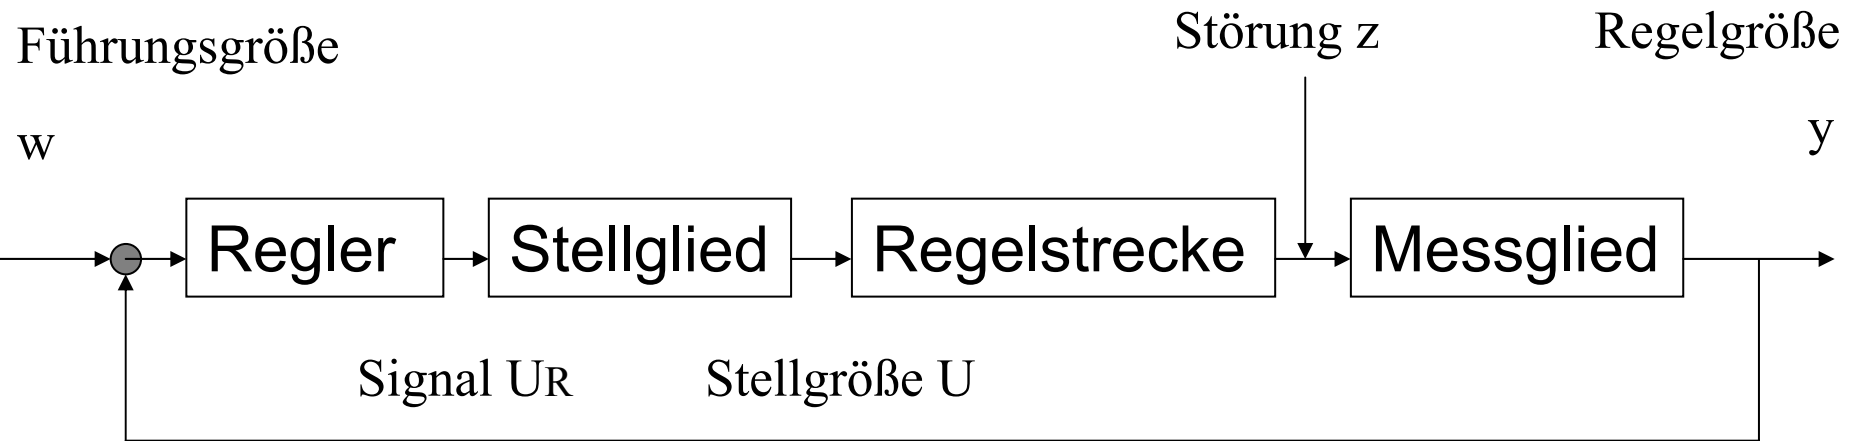 Führungsgröße
Störung z
Regelgröße
w
y
Regler
Stellglied
Regelstrecke
Messglied
Signal UR
Stellgröße U